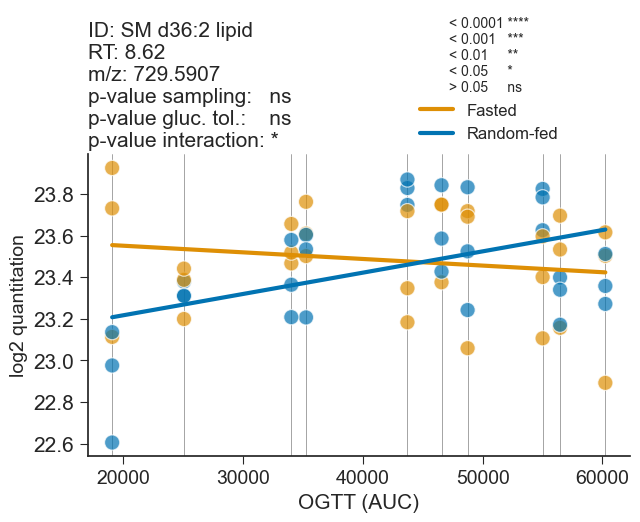 ID: SM d36:2 lipid
RT: 8.62
m/z: 729.5907
p-value sampling: ns
p-value gluc. tol.: ns
p-value interaction: *
< 0.0001 ****
< 0.001 ***
< 0.01 **
< 0.05 *
> 0.05 ns
Fasted
Random-fed
log2 quantitation
23.8
23.6
23.4
23.2
23.0
22.8
22.6
20000 30000 40000 50000 60000
OGTT (AUC)